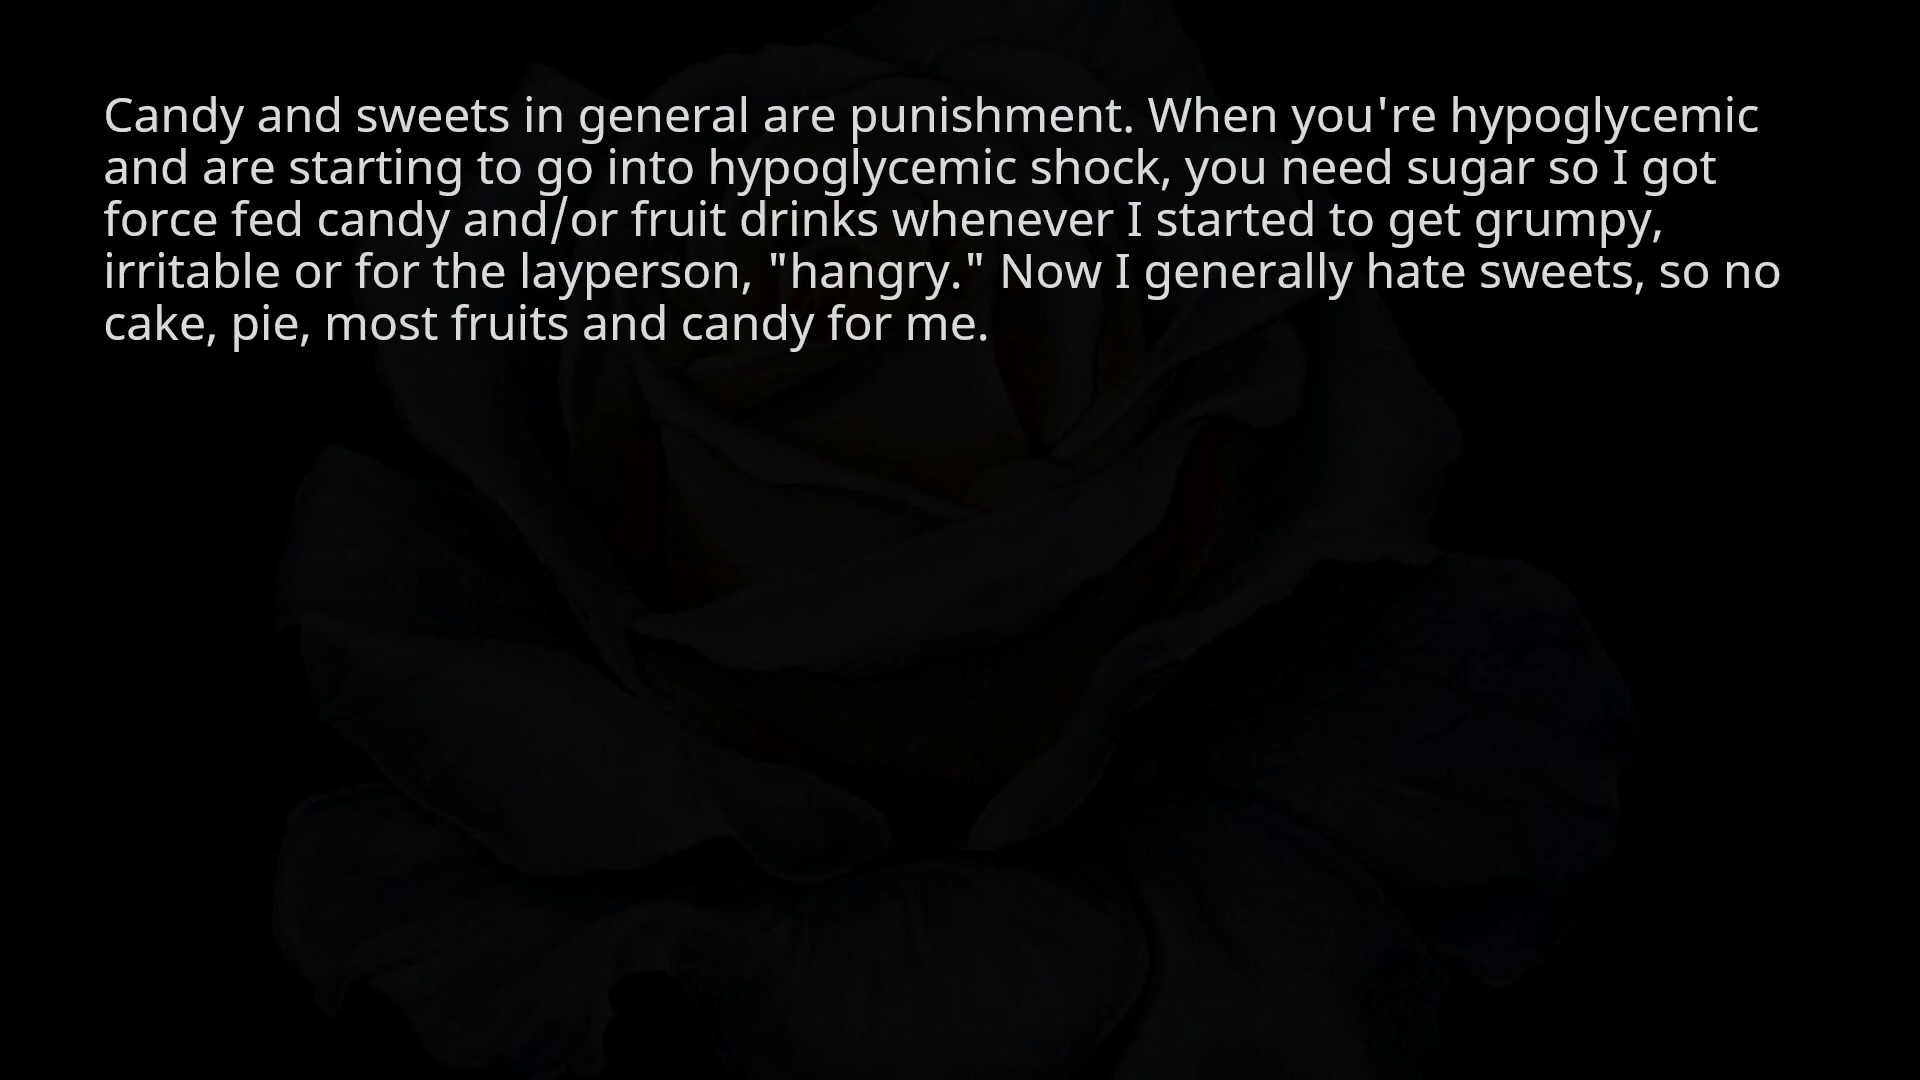 Candy and sweets in general are punishment. When you're hypoglycemic
and are starting to go into hypoglycemic shock, you need sugar so I got
force fed candy and/or fruit drinks whenever I started to get grumpy,
irritable or for the layperson, "hangry." Now I generally hate sweets, so no
cake, pie, most fruits and candy for me.